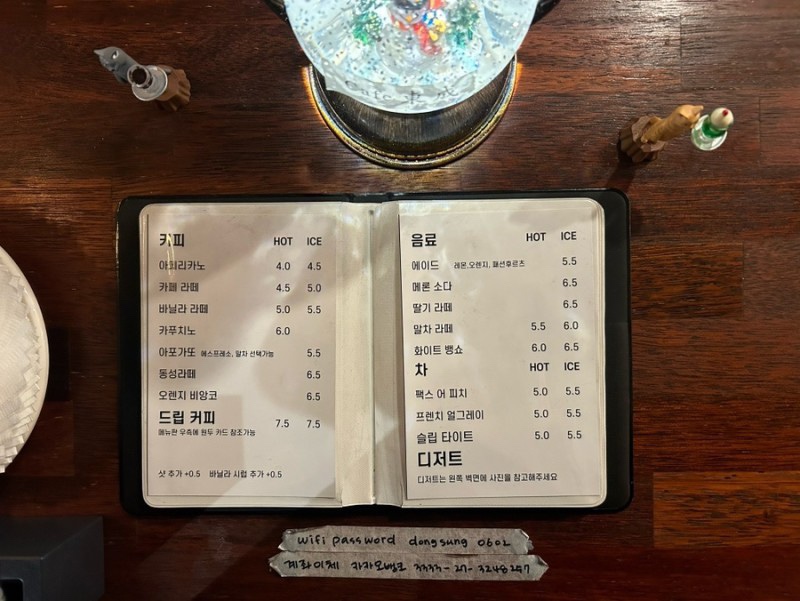 커피 HOT ICE
아메리카노 4.0 4.5
카페 라떼 4.5 5.0
바닐라 라떼 5.0 5.5
카푸치노 6.0
아포가또 에스프레소, 말차 선택가능 5.5
동성라떼 6.5
오렌지 비앙코 6.5
드립 커피 7.5 7.5
메뉴판 우측에 원두 카드 참조가능
샷 추가 +0.5 바닐라 시럽 추가 +0.5
음료 HOT ICE
에이드 레몬,오렌지, 패션후르츠 5.5
메론 소다 6.5
딸기 라떼 6.5
말차 라떼 5.5 6.0
화이트 뱅쇼 6.0 6.5
차 HOT ICE
팩스 어 피치 5.0 5.5
프렌치 얼그레이 5.0 5.5
슬립 타이트 5.0 5.5
디저트
디저트는 왼쪽 벽면에 사진을 참고해주세요
wifi password dongsung 0602
계좌이체 카카오뱅크 3333-27-3248257